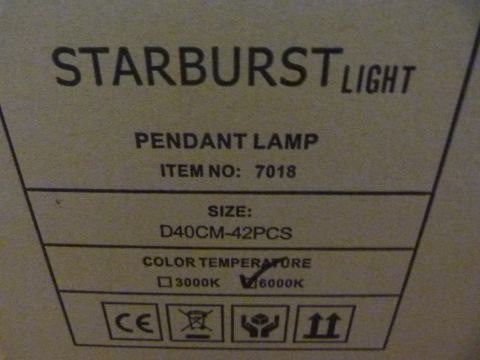 STARBURST LIGHT
PENDANT LAMP
ITEM NO: 7018
SIZE:
D40CM-42PCS
COLOR TEMPERATURE
3000K 6000K
CE